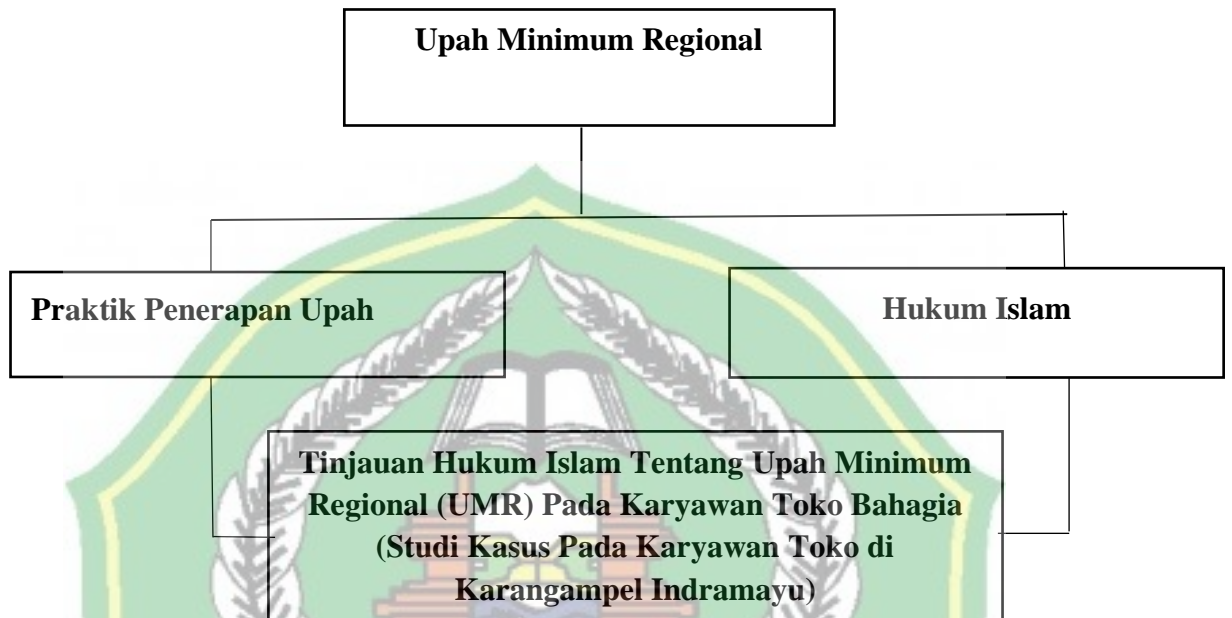 Upah Minimum Regional
Praktik Penerapan Upah
Hukum Islam
Tinjauan Hukum Islam Tentang Upah Minimum
Regional (UMR) Pada Karyawan Toko Bahagia
(Studi Kasus Pada Karyawan Toko di
Karangampel Indramayu)